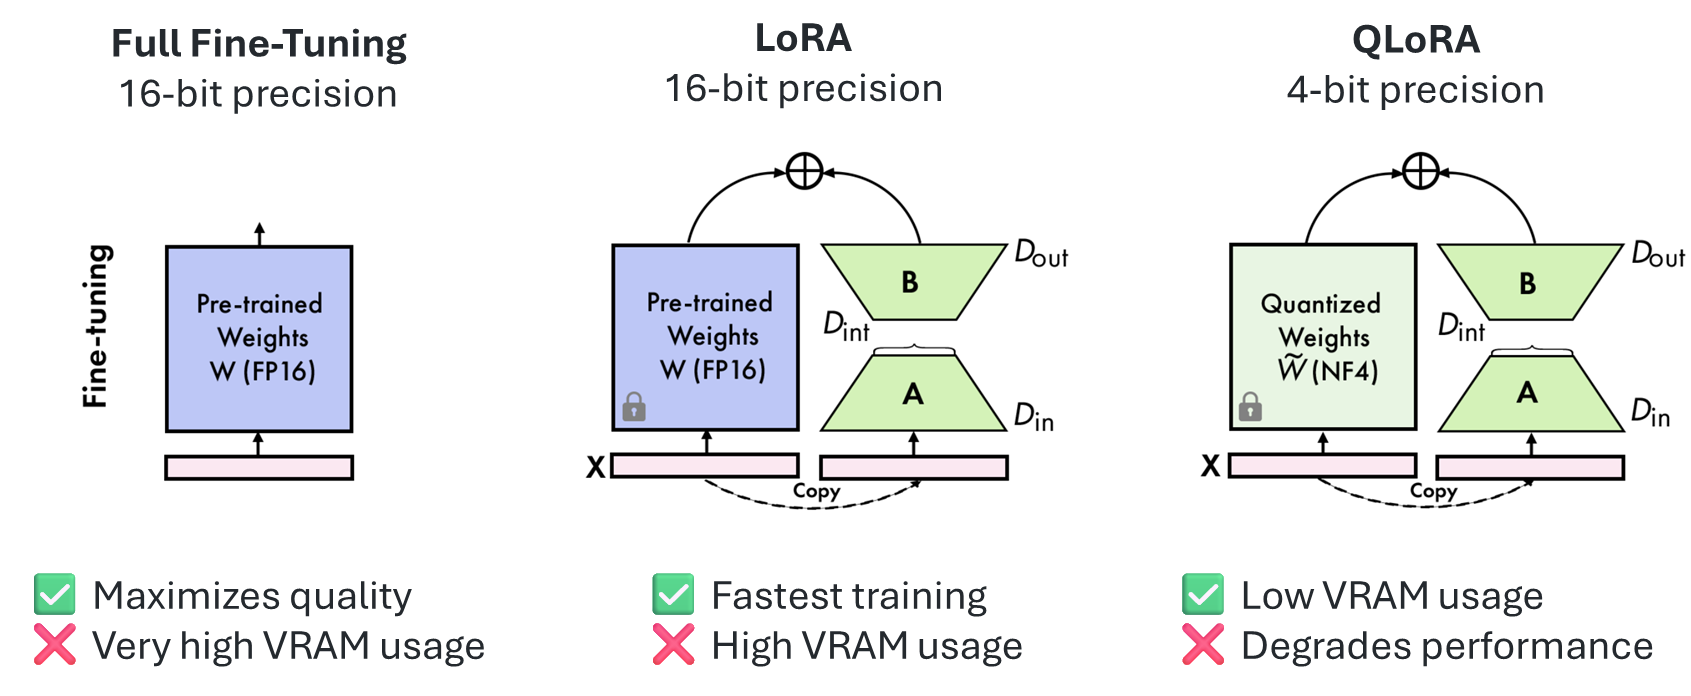 Full Fine-Tuning
16-bit precision
Fine-tuning
Pre-trained
Weights
W (FP16)
Maximizes quality
Very high VRAM usage
LoRA
16-bit precision
Pre-trained
Weights
W (FP16)
B
Dout
Dint
A
Din
X
Copy
Fastest training
High VRAM usage
QLoRA
4-bit precision
Quantized
Weights
W̃ (NF4)
B
Dout
Dint
A
Din
X
Copy
Low VRAM usage
Degrades performance